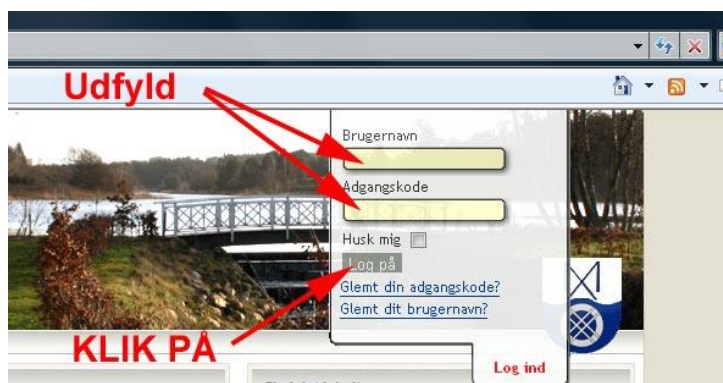 Udfyld
Brugernavn
Adgangskode
Husk mig
Log på
Glemt din adgangskode?
Glemt dit brugernavn?
KLIK PÅ
Log ind